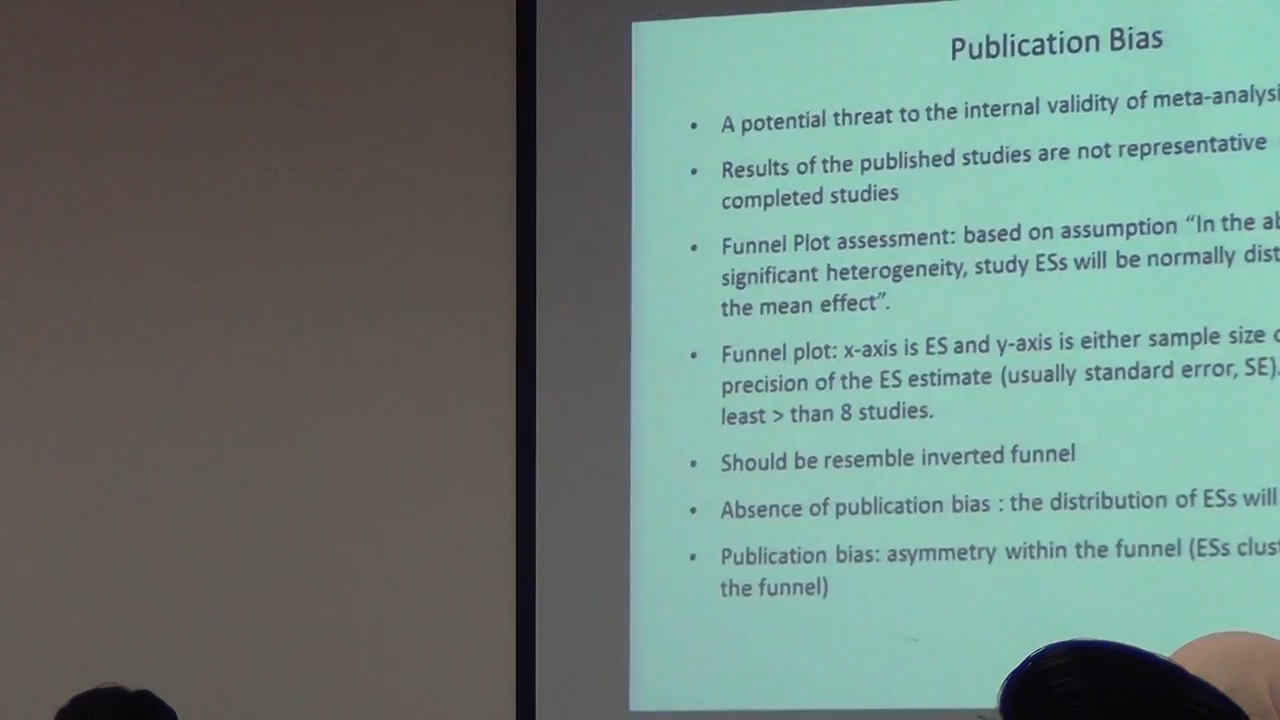 Publication Bias
• A potential threat to the internal validity of meta-analysi
• Results of the published studies are not representative
completed studies
• Funnel Plot assessment: based on assumption “In the ab
significant heterogeneity, study ESs will be normally dist
the mean effect”.
• Funnel plot: x-axis is ES and y-axis is either sample size
precision of the ES estimate (usually standard error, SE).
least > than 8 studies.
• Should be resemble inverted funnel
• Absence of publication bias : the distribution of ESs will
• Publication bias: asymmetry within the funnel (ESs clust
the funnel)